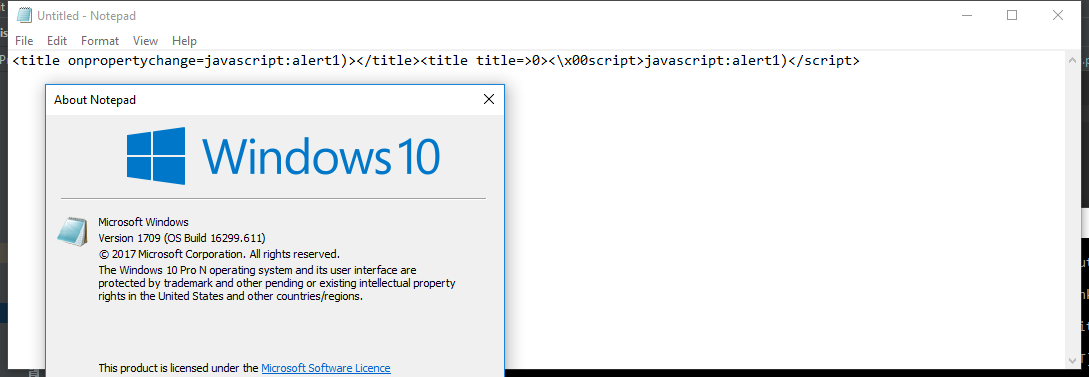 Untitled - Notepad
File Edit Format View Help
<title onpropertychange=javascript:alert1)></title><title title=>0><\x00script>javascript:alert1)</script>
About Notepad
Windows 10
Microsoft Windows
Version 1709 (OS Build 16299.611)
© 2017 Microsoft Corporation. All rights reserved.
The Windows 10 Pro N operating system and its user interface are
protected by trademark and other pending or existing intellectual property
rights in the United States and other countries/regions.
This product is licensed under the Microsoft Software Licence